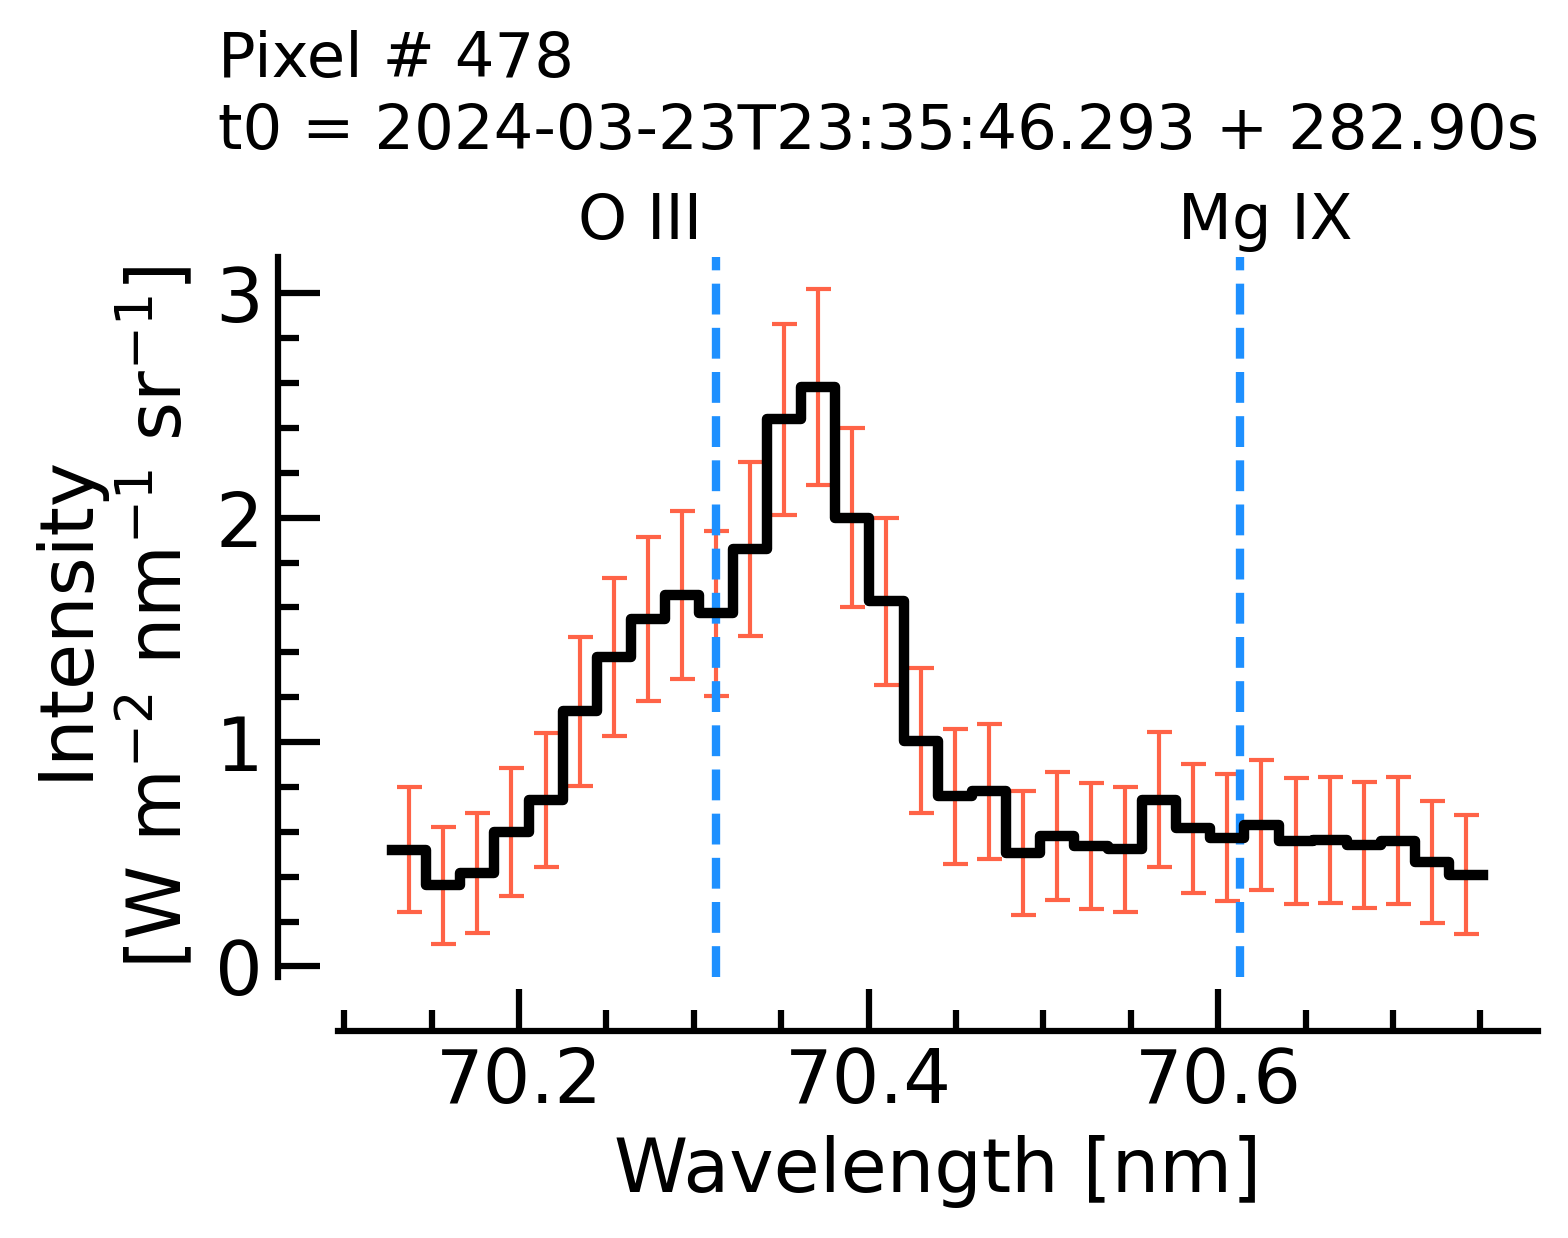 Pixel # 478
t0 = 2024-03-23T23:35:46.293 + 282.90s
O III
Mg IX
Intensity
[W m⁻² nm⁻¹ sr⁻¹]
3
2
1
0
70.2
70.4
70.6
Wavelength [nm]